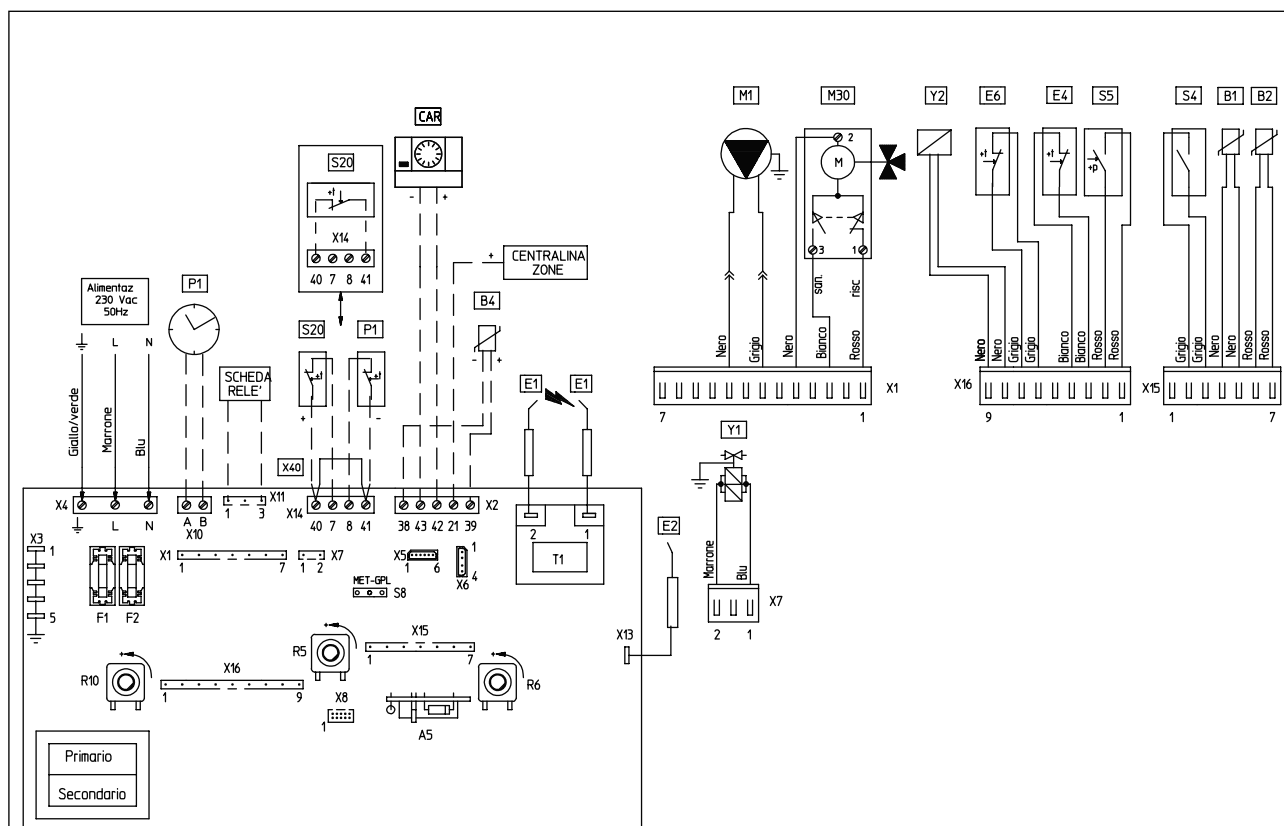 M1
M30
Y2
E6
E4
S5
S4
B1
B2
CAR
2
M
3
1
+t
+t
+p
san.
risc
S20
+t
X14
40 7 8 41
- +
+ CENTRALINA
ZONE
P1
Alimentaz
230 Vac
50Hz
L N
S20
P1
B4
- +
SCHEDA
RELE'
+t
+t
+ -
E1
E1
Giallo/verde
Marrone
Blu
Nero
Grigio
Nero
Bianco
Rosso
Nero
Nero
Grigio
Grigio
Bianco
Bianco
Rosso
Rosso
Grigio
Grigio
Nero
Nero
Rosso
Rosso
X1
7 1
X16
9 1
X15
1 7
X40
X4
L N
A B
X10
X11
1 3
X14
40 7 8 41
38 43 42 21 39
X2
2 1
T1
Y1
Marrone
Blu
X7
2 1
E2
X13
X3
1
5
F1 F2
X1
1 7
X7
1 2
X5
1 6
X6
1
4
MET-GPL
S8
R10
+
X16
1 9
R5
+
X15
1 7
R6
+
X8
1
A5
Primario
Secondario